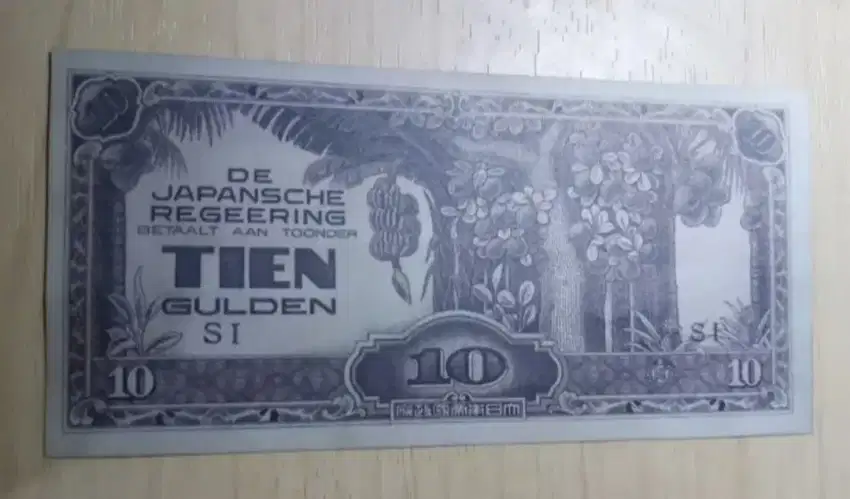 DE
JAPANSCHE
REGEERING
BETAALT AAN TOONDER
TIEN
GULDEN
SI
SI
10
10
10